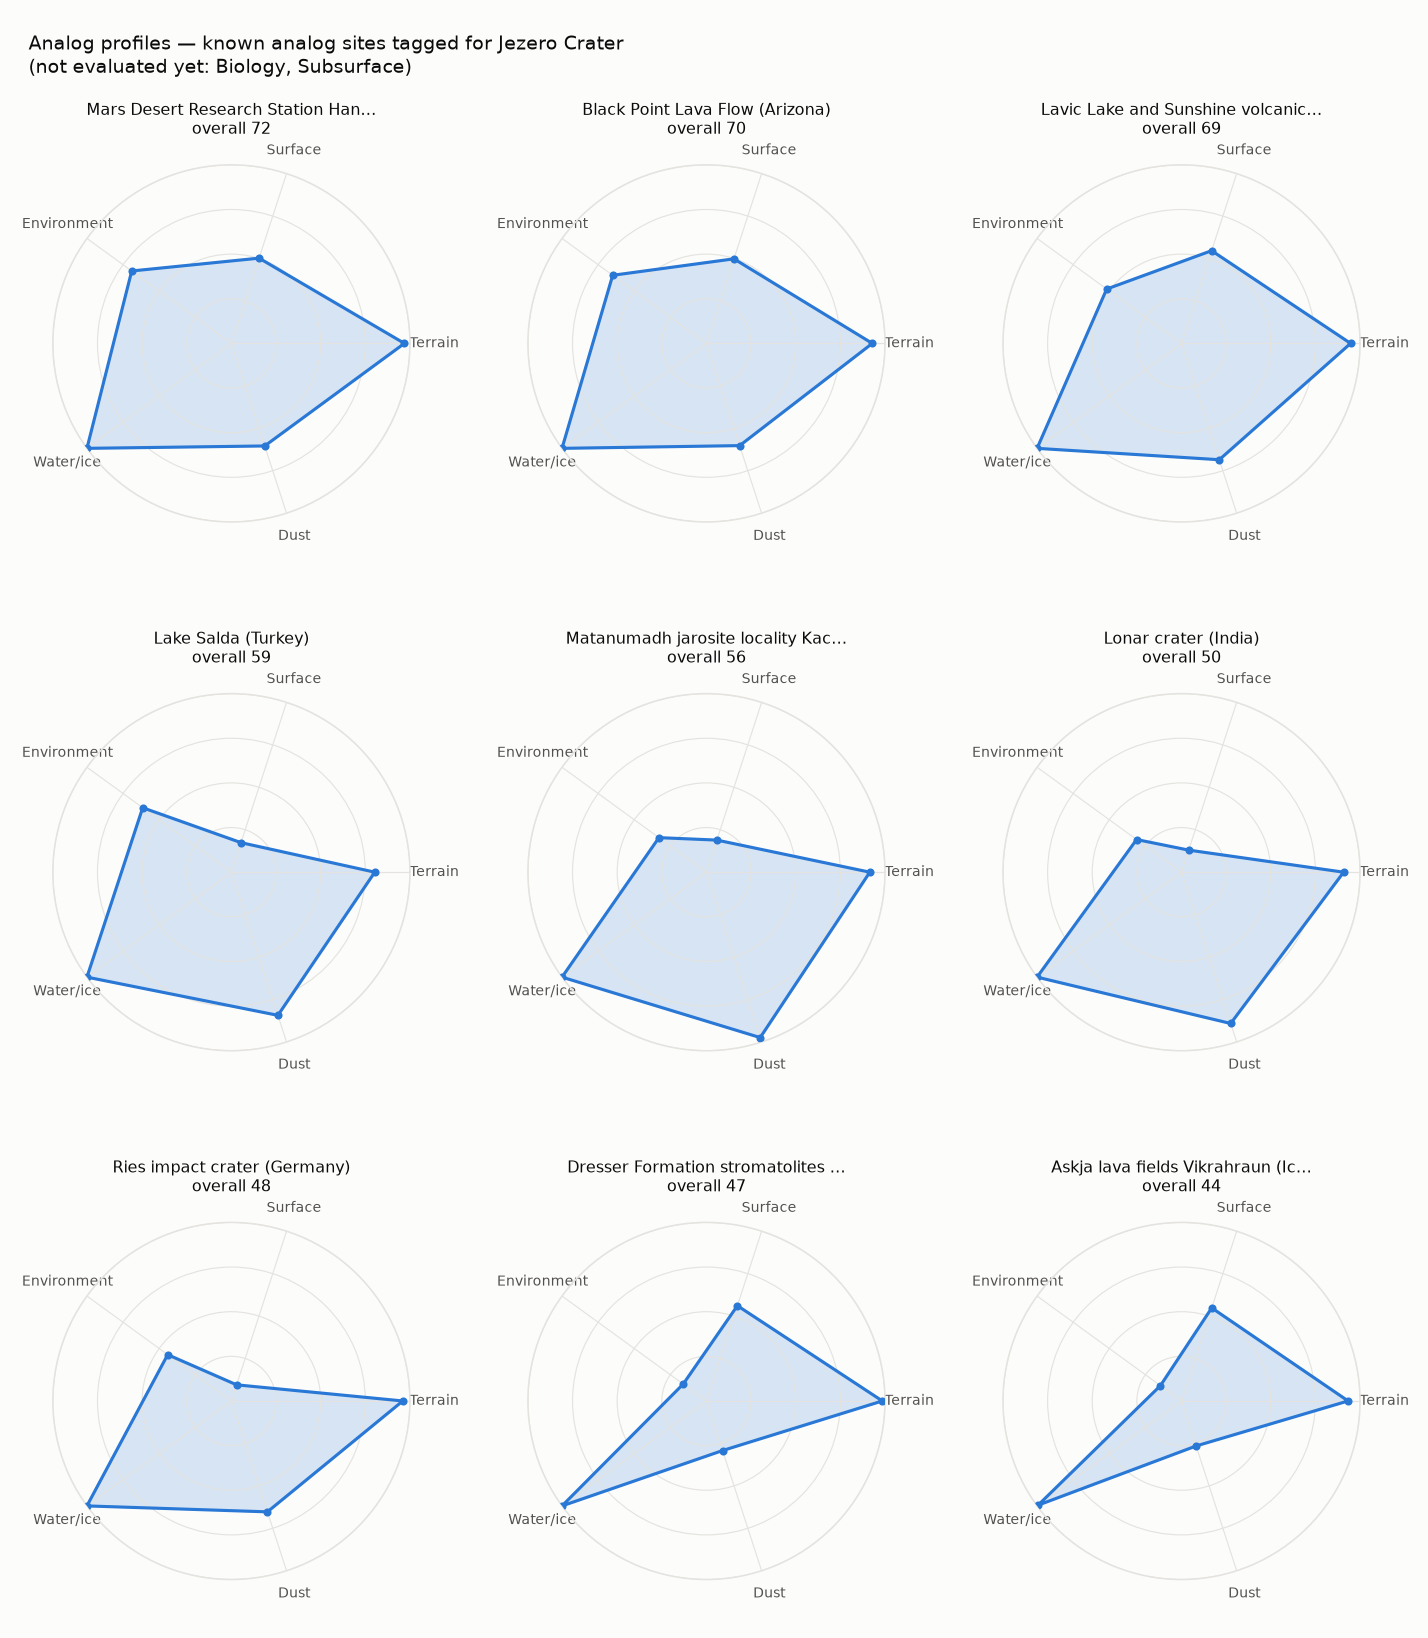 Analog profiles — known analog sites tagged for Jezero Crater
(not evaluated yet: Biology, Subsurface)
Mars Desert Research Station Han...
overall 72
Surface
Environment
Terrain
Water/ice
Dust
Black Point Lava Flow (Arizona)
overall 70
Surface
Environment
Terrain
Water/ice
Dust
Lavic Lake and Sunshine volcanic...
overall 69
Surface
Environment
Terrain
Water/ice
Dust
Lake Salda (Turkey)
overall 59
Surface
Environment
Terrain
Water/ice
Dust
Matanumadh jarosite locality Kac...
overall 56
Surface
Environment
Terrain
Water/ice
Dust
Lonar crater (India)
overall 50
Surface
Environment
Terrain
Water/ice
Dust
Ries impact crater (Germany)
overall 48
Surface
Environment
Terrain
Water/ice
Dust
Dresser Formation stromatolites ...
overall 47
Surface
Environment
Terrain
Water/ice
Dust
Askja lava fields Vikrahraun (Ic...
overall 44
Surface
Environment
Terrain
Water/ice
Dust